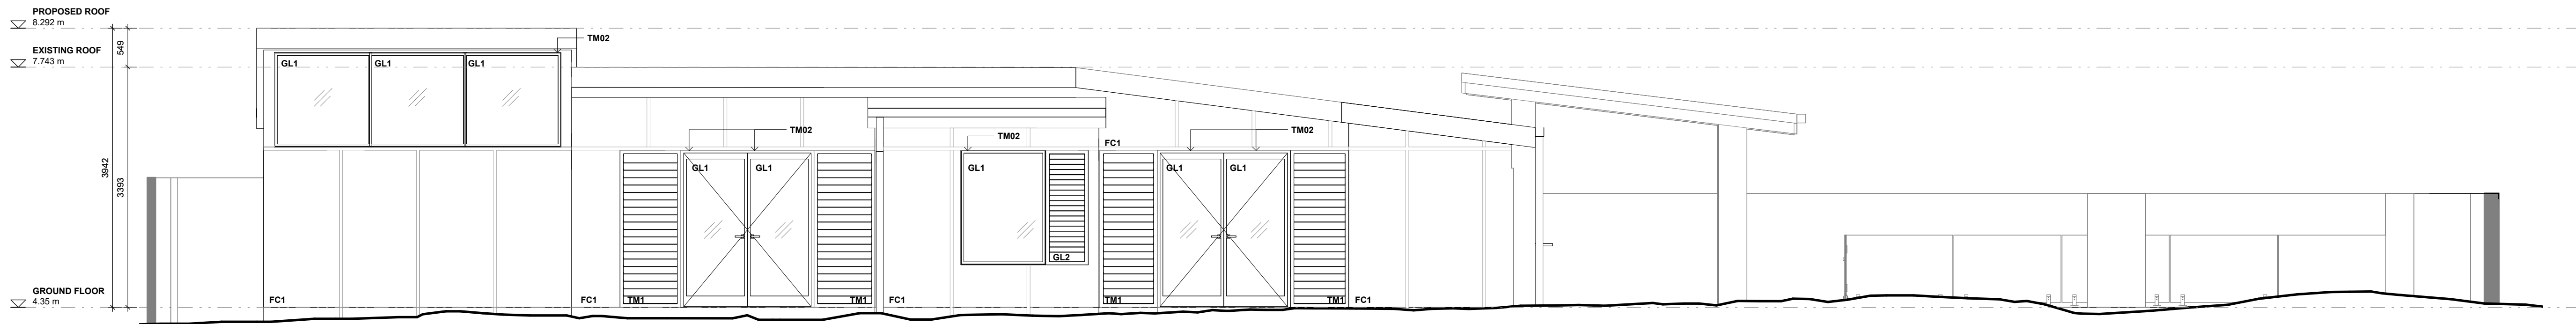 PROPOSED ROOF
8.292 m
549
TM02
EXISTING ROOF
7.743 m
GL1 GL1 GL1
3942
3393
TM02
TM02
TM02
FC1
GL1 GL1
GL1
GL1 GL1
GL2
GROUND FLOOR
4.35 m
FC1
FC1
TM1
TM1
FC1
TM1
TM1
FC1